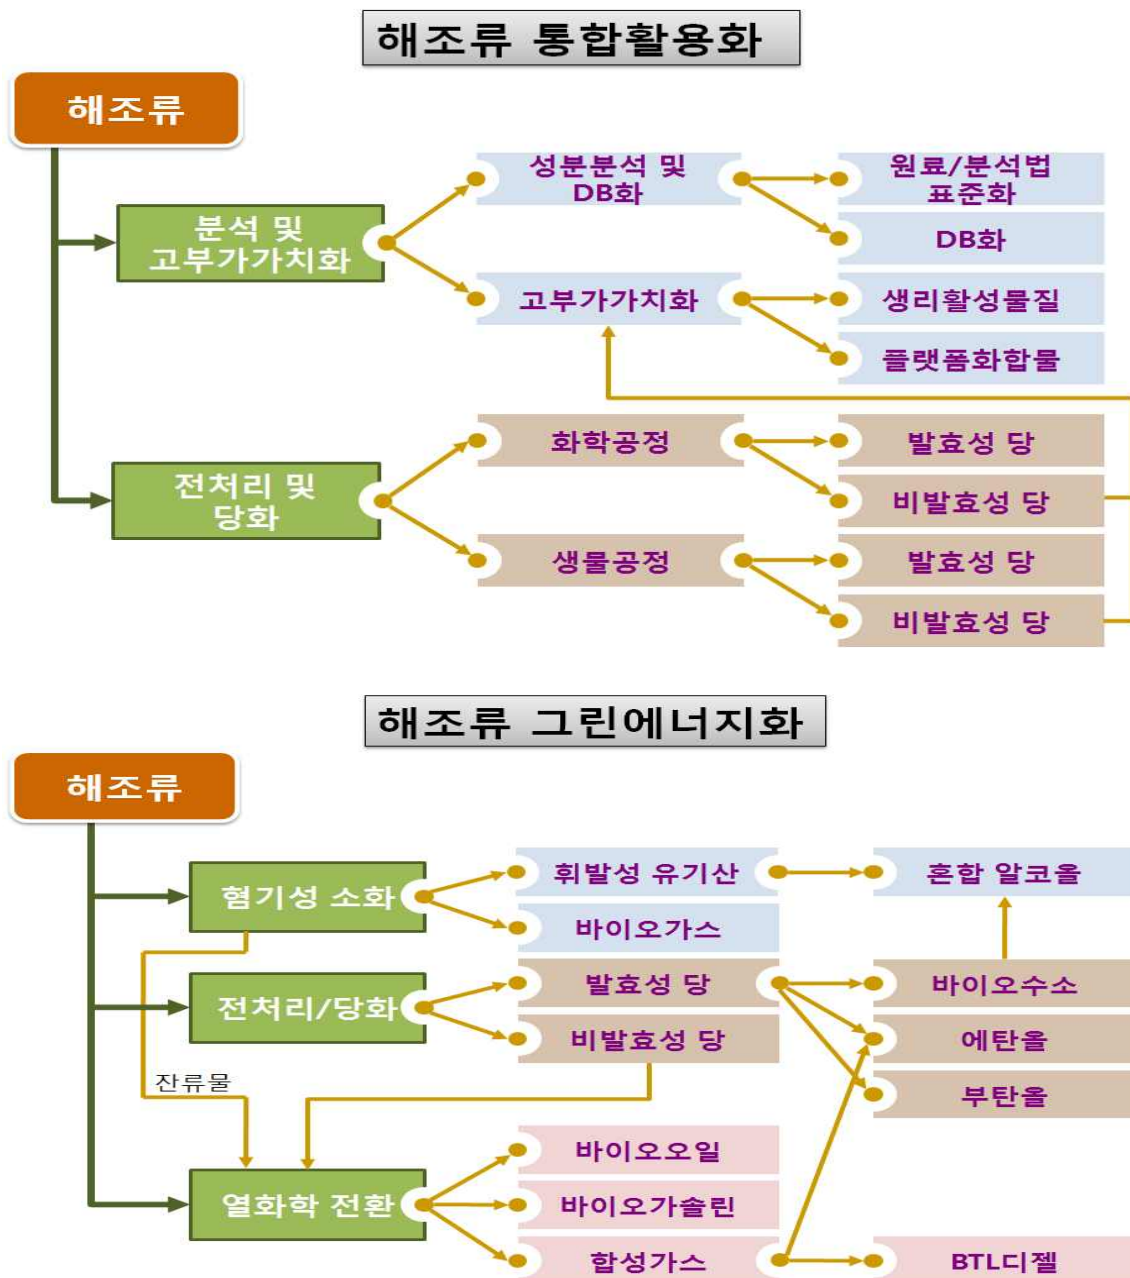 해조류 통합활용화
해조류
분석 및
고부가가치화
성분분석 및
DB화
원료/분석법
표준화
DB화
고부가가치화
생리활성물질
플랫폼화합물
전처리 및
당화
화학공정
발효성 당
비발효성 당
생물공정
발효성 당
비발효성 당
해조류 그린에너지화
해조류
혐기성 소화
휘발성 유기산
혼합 알코올
바이오가스
전처리/당화
발효성 당
바이오수소
비발효성 당
에탄올
부탄올
잔류물
열화학 전환
바이오오일
바이오가솔린
합성가스
BTL디젤